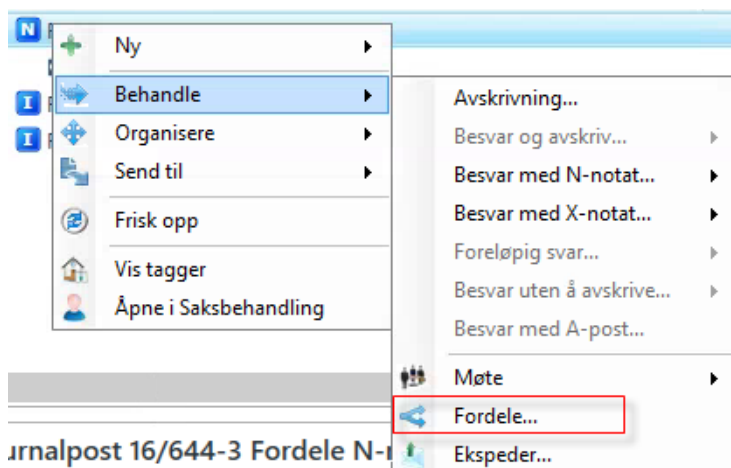 N
Ny
Behandle
I
Organisere
I
Send til
Frisk opp
Vis tagger
Åpne i Saksbehandling
Avskrivning...
Besvar og avskriv...
Besvar med N-notat...
Besvar med X-notat...
Foreløpig svar...
Besvar uten å avskrive...
Besvar med A-post...
Møte
Fordele...
Ekspeder...
urnalpost 16/644-3 Fordele N-